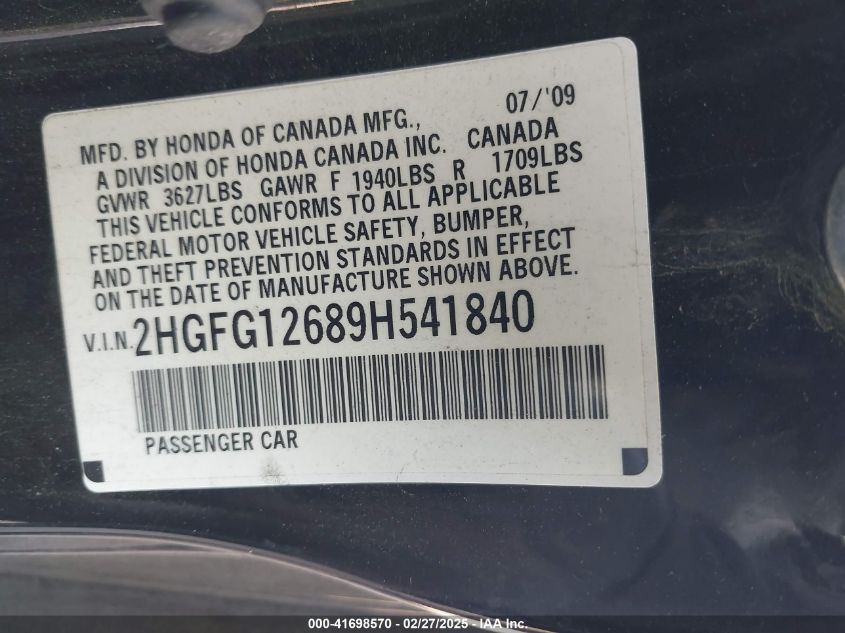 07/'09
MFD. BY HONDA OF CANADA MFG.,
A DIVISION OF HONDA CANADA INC. CANADA
GVWR 3627LBS GAWR F 1940LBS R 1709LBS
THIS VEHICLE CONFORMS TO ALL APPLICABLE
FEDERAL MOTOR VEHICLE SAFETY, BUMPER,
AND THEFT PREVENTION STANDARDS IN EFFECT
ON THE DATE OF MANUFACTURE SHOWN ABOVE.
V.I.N. 2HGFG12689H541840
PASSENGER CAR
000-41698570 - 02/27/2025 - IAA Inc.